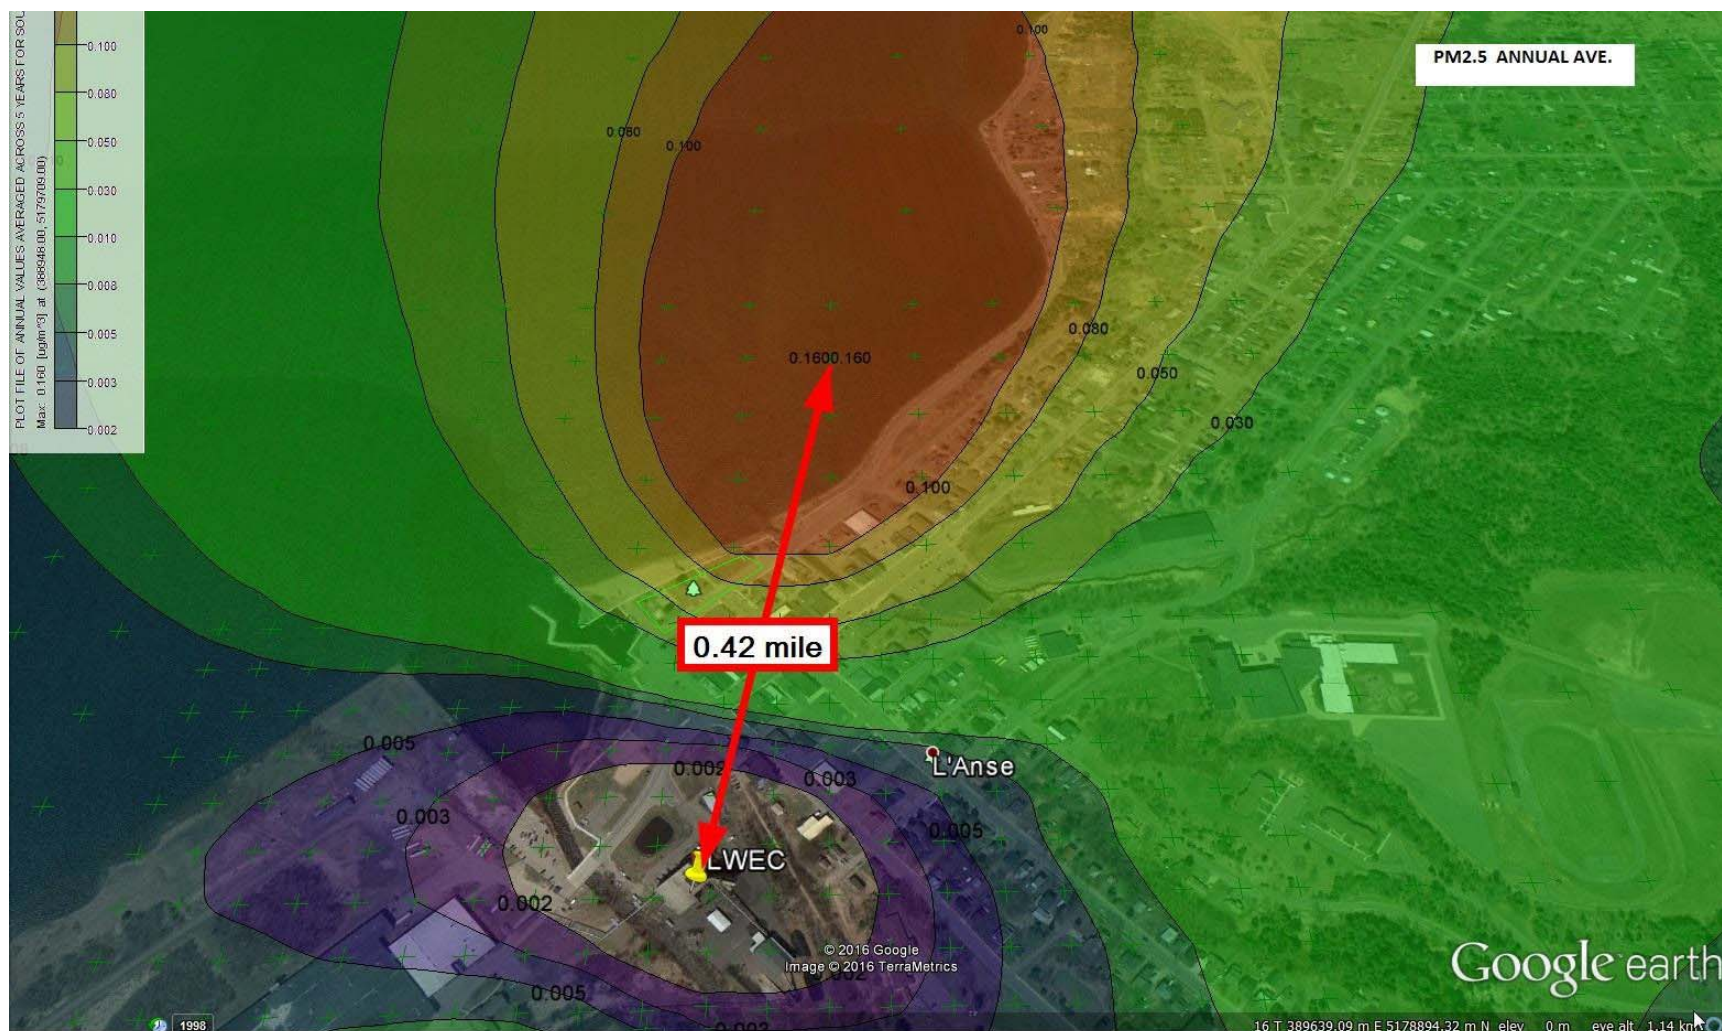 PLOT FILE OF ANNUAL VALUES AVERAGED ACROSS 5 YEARS FOR SOU
Max: 0.160 [ug/m^3] at (388948.00, 5179709.00)
0.100
0.080
0.050
0.030
0.010
0.008
0.005
0.003
0.002
PM2.5 ANNUAL AVE.
0.100
0.080
0.100
0.080
0.1600.160
0.050
0.030
0.100
0.42 mile
0.005
0.002
0.003
L'Anse
0.003
0.005
LWEC
0.002
© 2016 Google
Image © 2016 TerraMetrics
0.002
0.005
0.003
Google earth
1998
16 T 389639.09 m E 5178894.32 m N elev 0 m eye alt 1.14 km